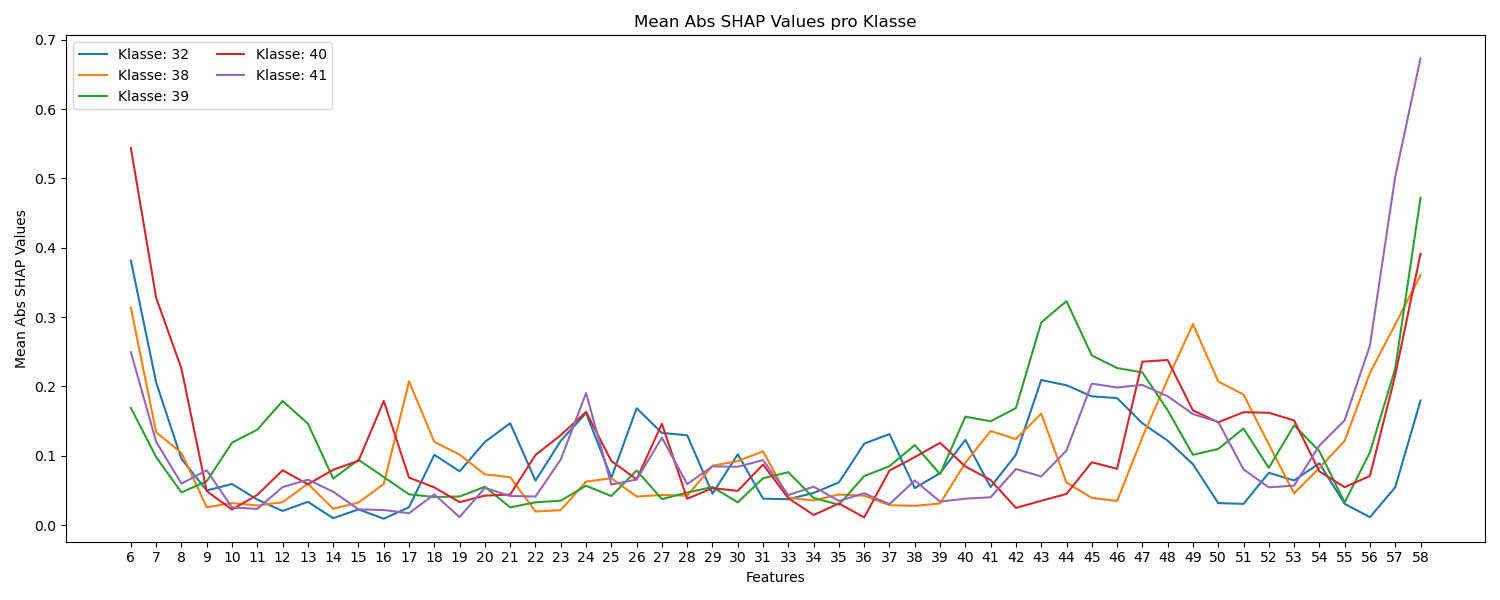 Mean Abs SHAP Values pro Klasse
Klasse: 32
Klasse: 38
Klasse: 39
Klasse: 40
Klasse: 41
Mean Abs SHAP Values
0.7
0.6
0.5
0.4
0.3
0.2
0.1
0.0
6 7 8 9 10 11 12 13 14 15 16 17 18 19 20 21 22 23 24 25 26 27 28 29 30 31 33 34 35 36 37 38 39 40 41 42 43 44 45 46 47 48 49 50 51 52 53 54 55 56 57 58
Features